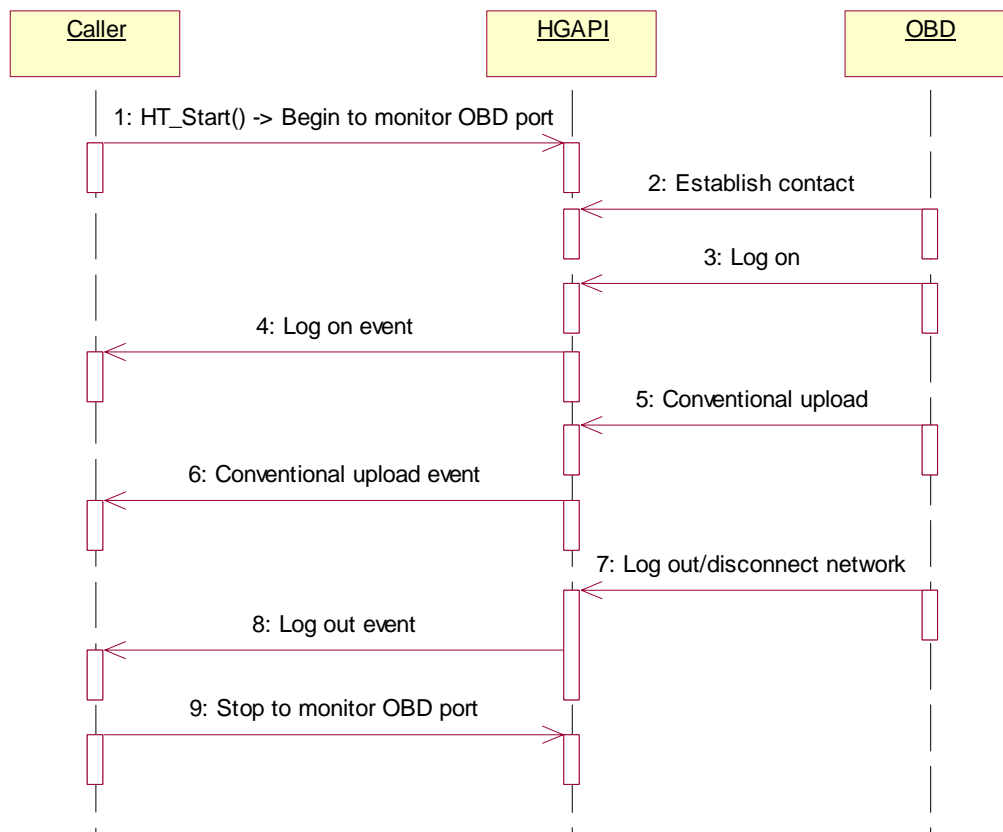 Caller
HGAPI
OBD
1: HT_Start() -> Begin to monitor OBD port
2: Establish contact
3: Log on
4: Log on event
5: Conventional upload
6: Conventional upload event
7: Log out/disconnect network
8: Log out event
9: Stop to monitor OBD port